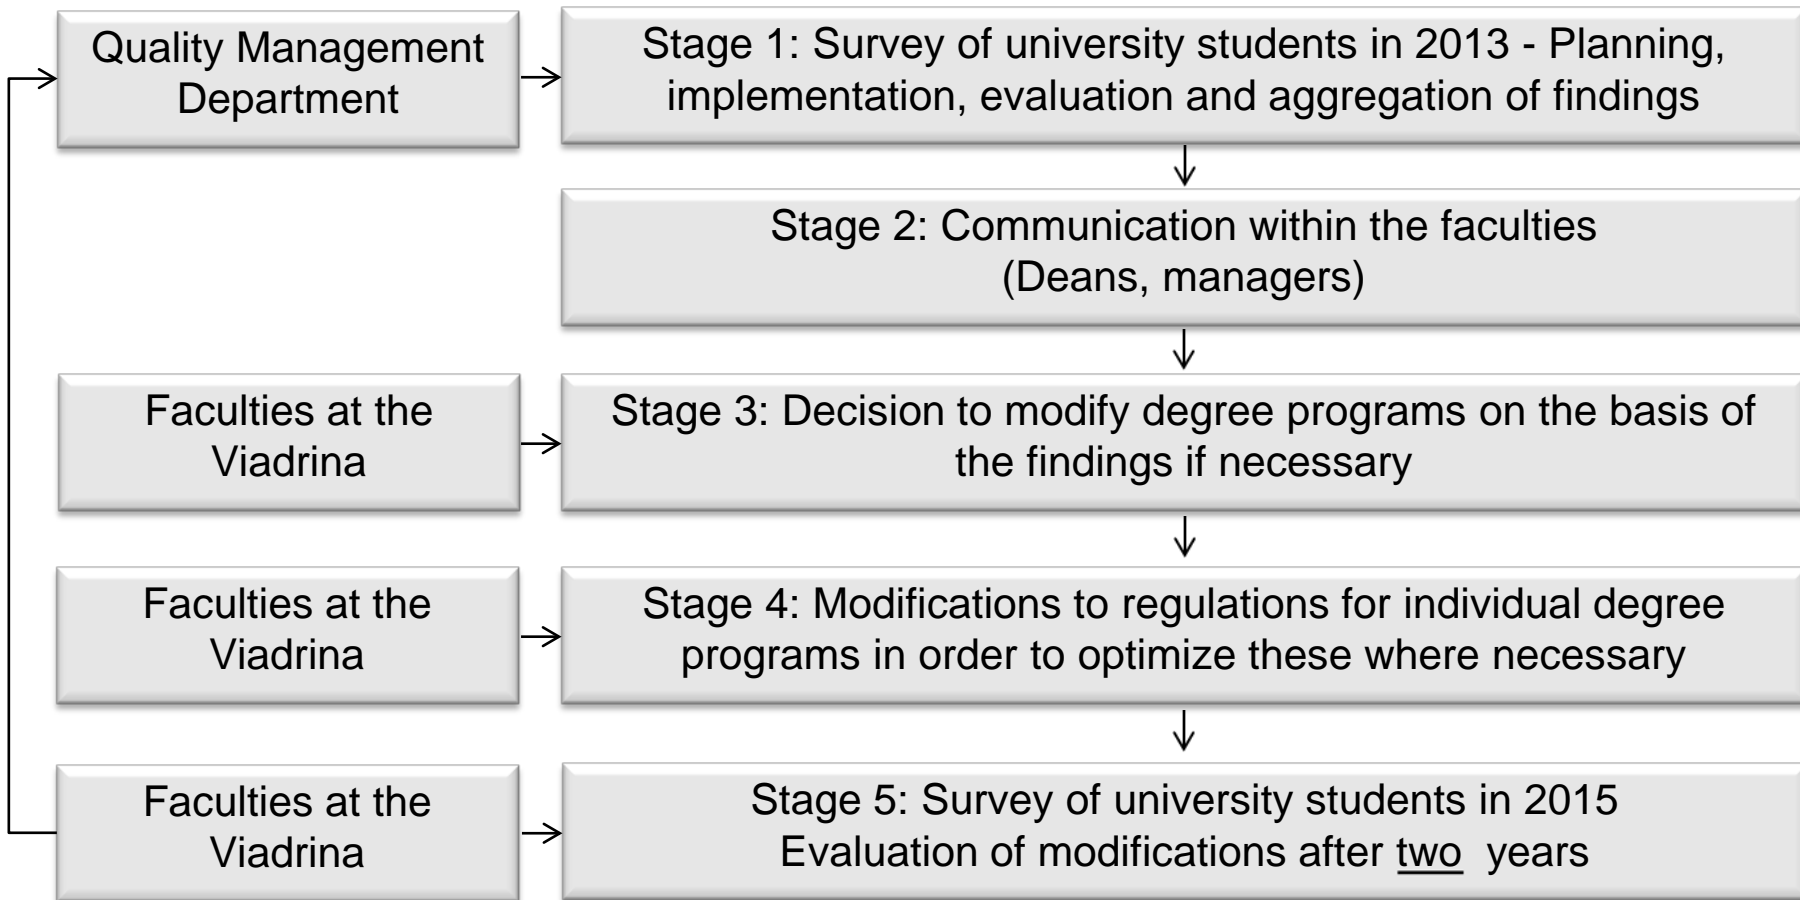 Quality Management
Department
Stage 1: Survey of university students in 2013 - Planning,
implementation, evaluation and aggregation of findings
Stage 2: Communication within the faculties
(Deans, managers)
Faculties at the
Viadrina
Stage 3: Decision to modify degree programs on the basis of
the findings if necessary
Faculties at the
Viadrina
Stage 4: Modifications to regulations for individual degree
programs in order to optimize these where necessary
Faculties at the
Viadrina
Stage 5: Survey of university students in 2015
Evaluation of modifications after two years